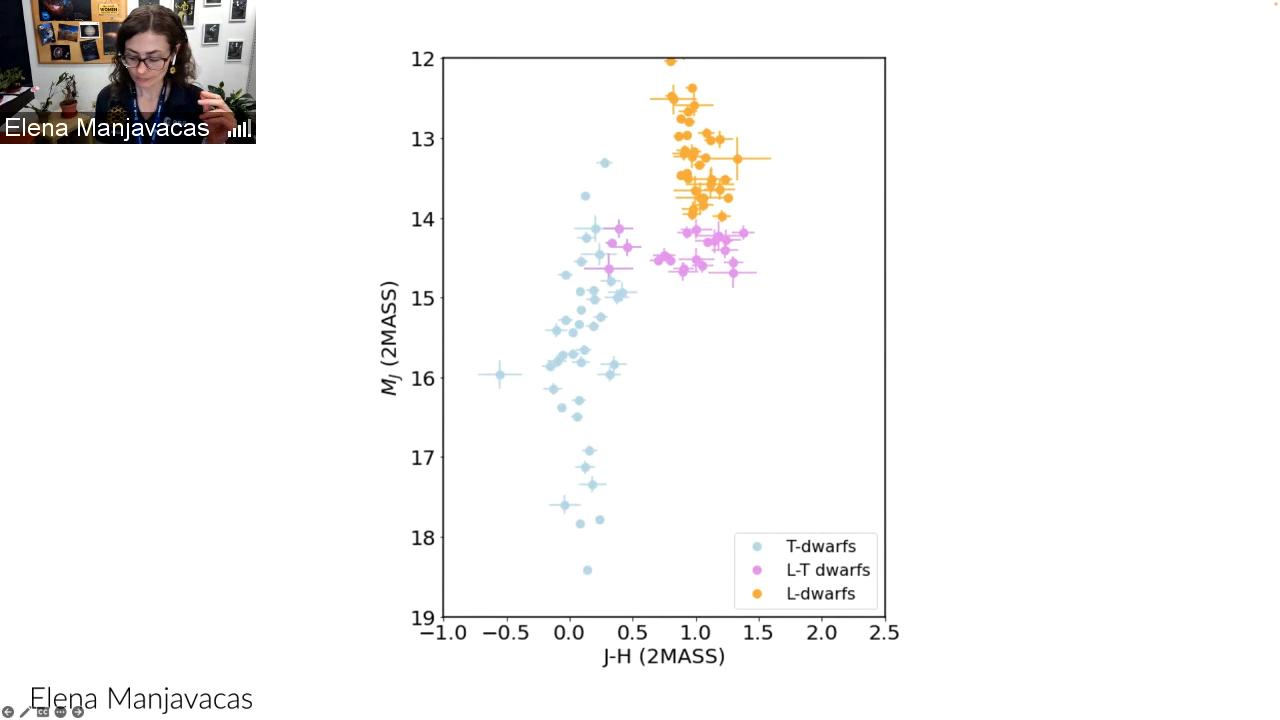 Elena Manjavacas
12
13
14
15
16
17
18
19
M_J (2MASS)
T-dwarfs
L-T dwarfs
L-dwarfs
−1.0 −0.5 0.0 0.5 1.0 1.5 2.0 2.5
J-H (2MASS)
Elena Manjavacas